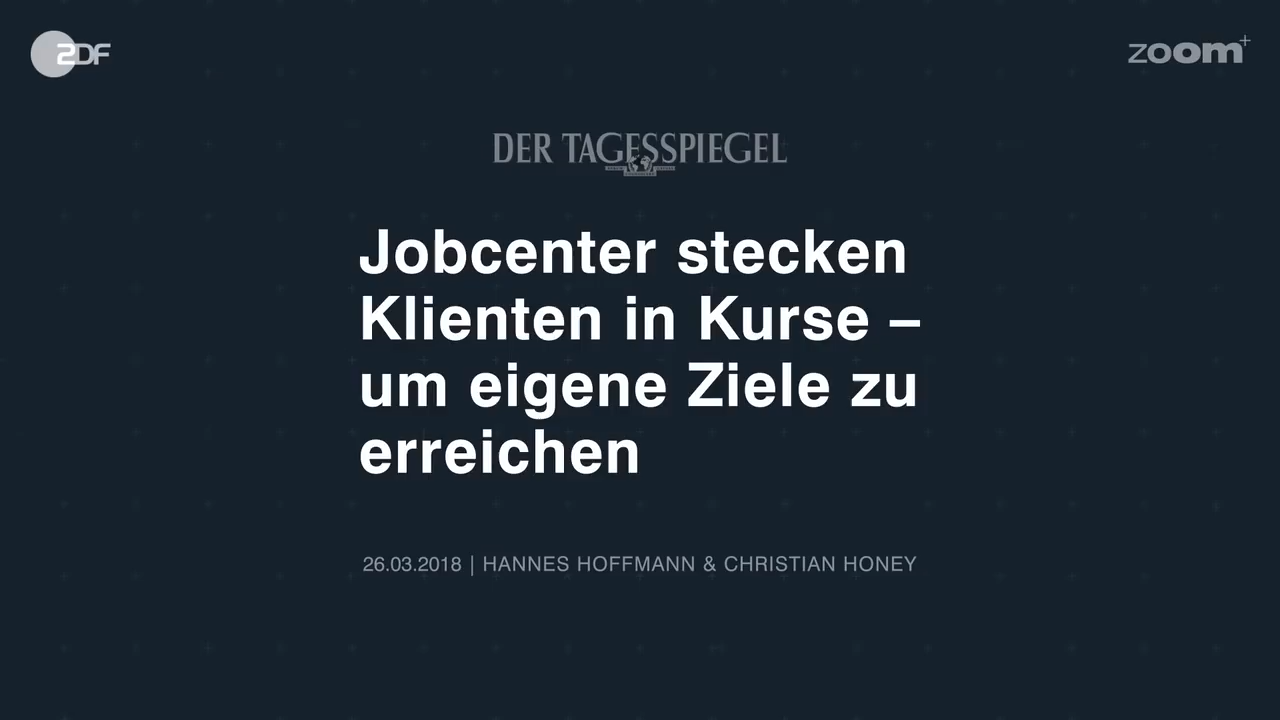 ZDF
zoom+
DER TAGESSPIEGEL
Jobcenter stecken
Klienten in Kurse –
um eigene Ziele zu
erreichen
26.03.2018 | HANNES HOFFMANN & CHRISTIAN HONEY